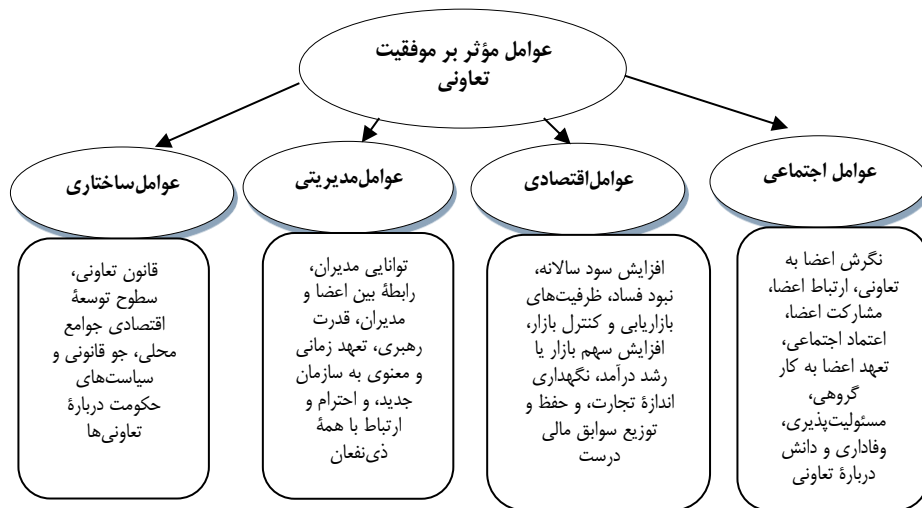 عوامل مؤثر بر موفقیت
تعاونی
عوامل اجتماعی
نگرش اعضا به
تعاونی، ارتباط اعضا،
مشارکت اعضا،
اعتماد اجتماعی،
تعهد اعضا به کار
گروهی،
مسئولیت‌پذیری،
وفاداری و دانش
دربارۀ تعاونی
عوامل‌اقتصادی
افزایش سود سالانه،
نبود فساد، ظرفیت‌های
بازاریابی و کنترل بازار،
افزایش سهم بازار یا
رشد درآمد، نگهداری
اندازۀ تجارت، و حفظ و
توزیع سوابق مالی
درست
عوامل‌مدیریتی
توانایی مدیران،
رابطۀ بین اعضا و
مدیران، قدرت
رهبری، تعهد زمانی
و معنوی به سازمان
جدید، و احترام و
ارتباط با همۀ
ذی‌نفعان
عوامل‌ساختاری
قانون تعاونی،
سطوح توسعۀ
اقتصادی جوامع
محلی، جو قانونی و
سیاست‌های
حکومت دربارۀ
تعاونی‌ها